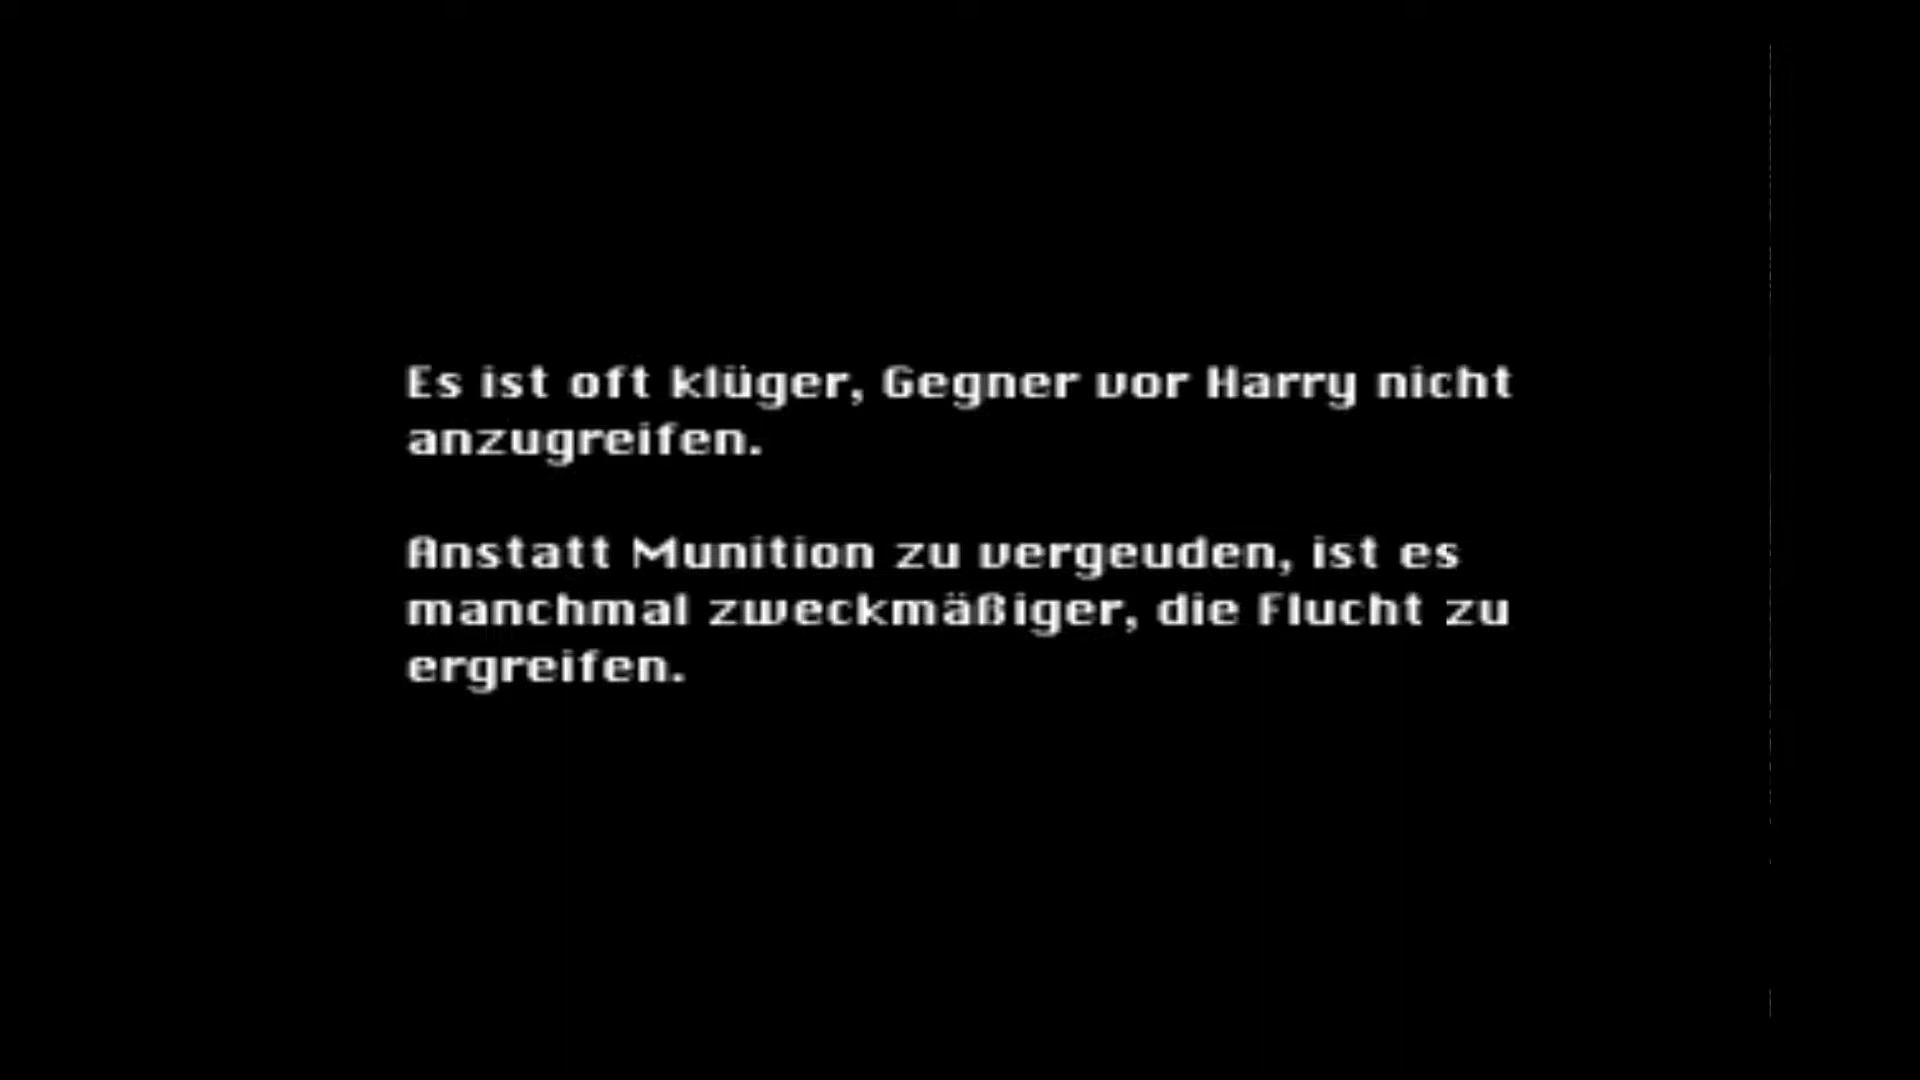 Es ist oft klüger, Gegner vor Harry nicht
anzugreifen.
Anstatt Munition zu vergeuden, ist es
manchmal zweckmäßiger, die Flucht zu
ergreifen.